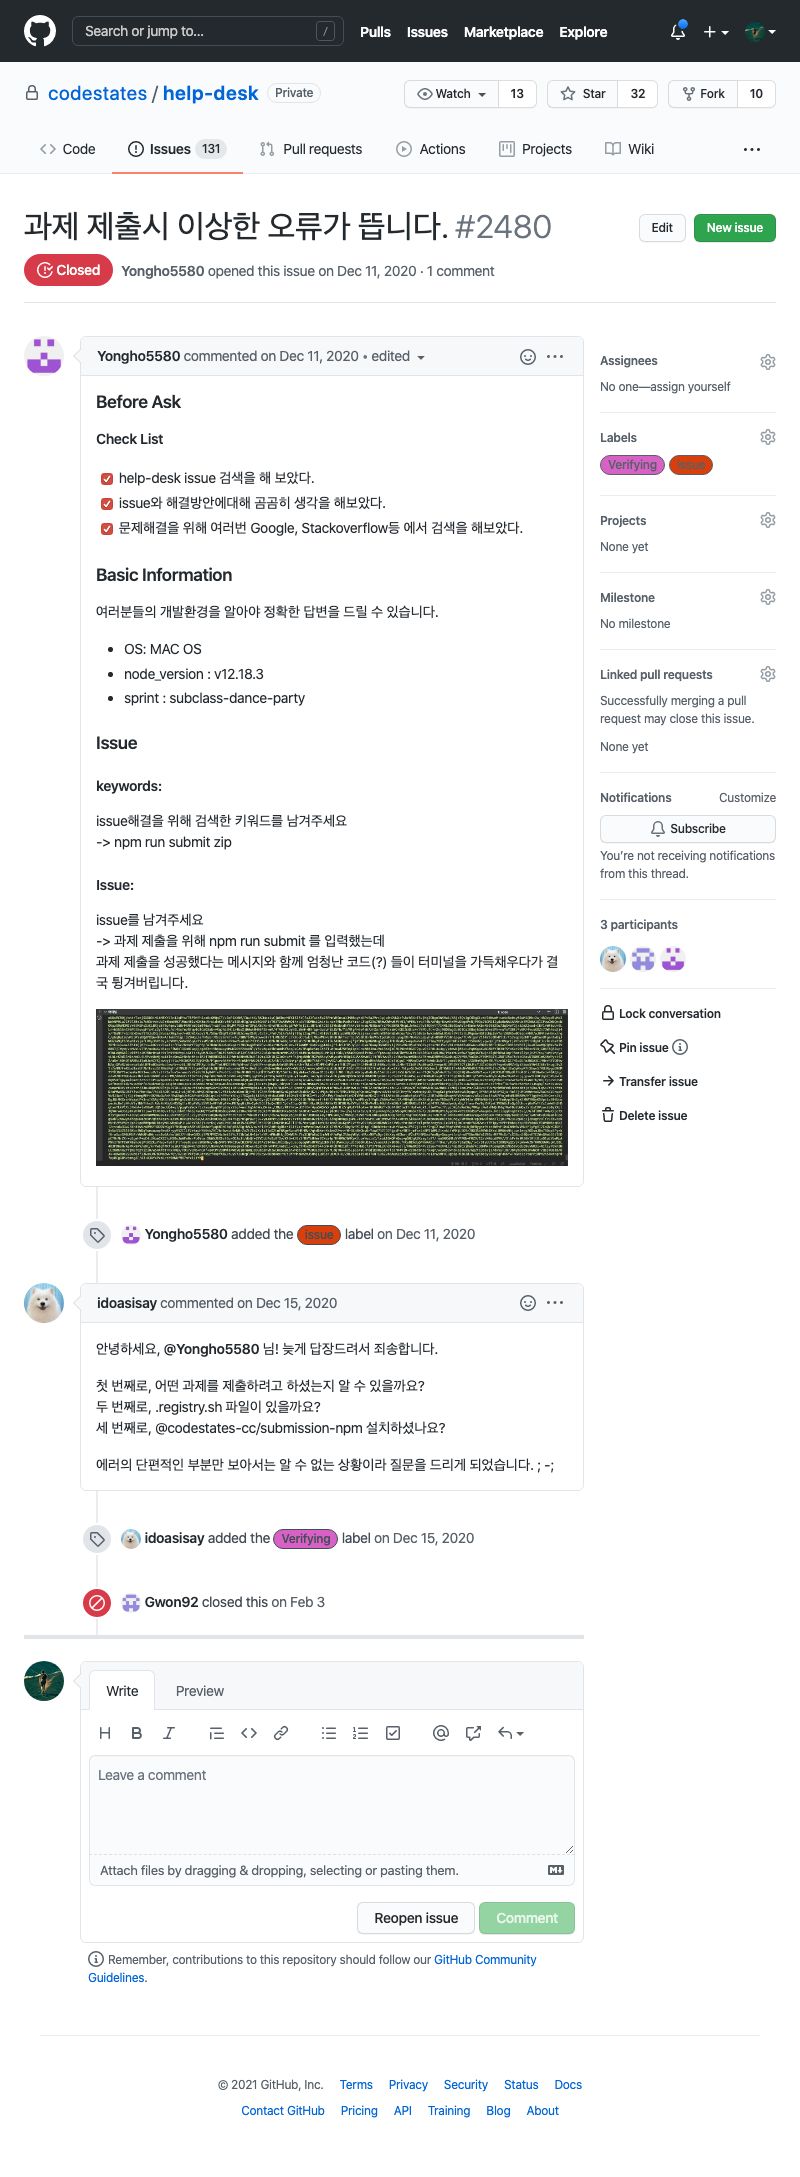 Search or jump to...
/
Pulls Issues Marketplace Explore
codestates / help-desk Private
Watch 13 Star 32 Fork 10
Code Issues 131 Pull requests Actions Projects Wiki
과제 제출시 이상한 오류가 뜹니다. #2480
Edit New issue
Closed Yongho5580 opened this issue on Dec 11, 2020 · 1 comment
Yongho5580 commented on Dec 11, 2020 • edited
Before Ask
Check List
help-desk issue 검색을 해 보았다.
issue와 해결방안에대해 곰곰히 생각을 해보았다.
문제해결을 위해 여러번 Google, Stackoverflow등 에서 검색을 해보았다.
Basic Information
여러분들의 개발환경을 알아야 정확한 답변을 드릴 수 있습니다.
OS: MAC OS
node_version : v12.18.3
sprint : subclass-dance-party
Issue
keywords:
issue해결을 위해 검색한 키워드를 남겨주세요
-> npm run submit zip
Issue:
issue를 남겨주세요
-> 과제 제출을 위해 npm run submit 를 입력했는데
과제 제출을 성공했다는 메시지와 함께 엄청난 코드(?) 들이 터미널을 가득채우다가 결
국 튕겨버립니다.
Yongho5580 added the issue label on Dec 11, 2020
idoasisay commented on Dec 15, 2020
안녕하세요, @Yongho5580 님! 늦게 답장드려서 죄송합니다.
첫 번째로, 어떤 과제를 제출하려고 하셨는지 알 수 있을까요?
두 번째로, .registry.sh 파일이 있을까요?
세 번째로, @codestates-cc/submission-npm 설치하셨나요?
에러의 단편적인 부분만 보아서는 알 수 없는 상황이라 질문을 드리게 되었습니다. ; -;
idoasisay added the Verifying label on Dec 15, 2020
Gwon92 closed this on Feb 3
Assignees
No one—assign yourself
Labels
Verifying issue
Projects
None yet
Milestone
No milestone
Linked pull requests
Successfully merging a pull
request may close this issue.
None yet
Notifications Customize
Subscribe
You're not receiving notifications
from this thread.
3 participants
Lock conversation
Pin issue
Transfer issue
Delete issue
Write Preview
Leave a comment
Attach files by dragging & dropping, selecting or pasting them.
Reopen issue Comment
Remember, contributions to this repository should follow our GitHub Community
Guidelines.
© 2021 GitHub, Inc. Terms Privacy Security Status Docs
Contact GitHub Pricing API Training Blog About